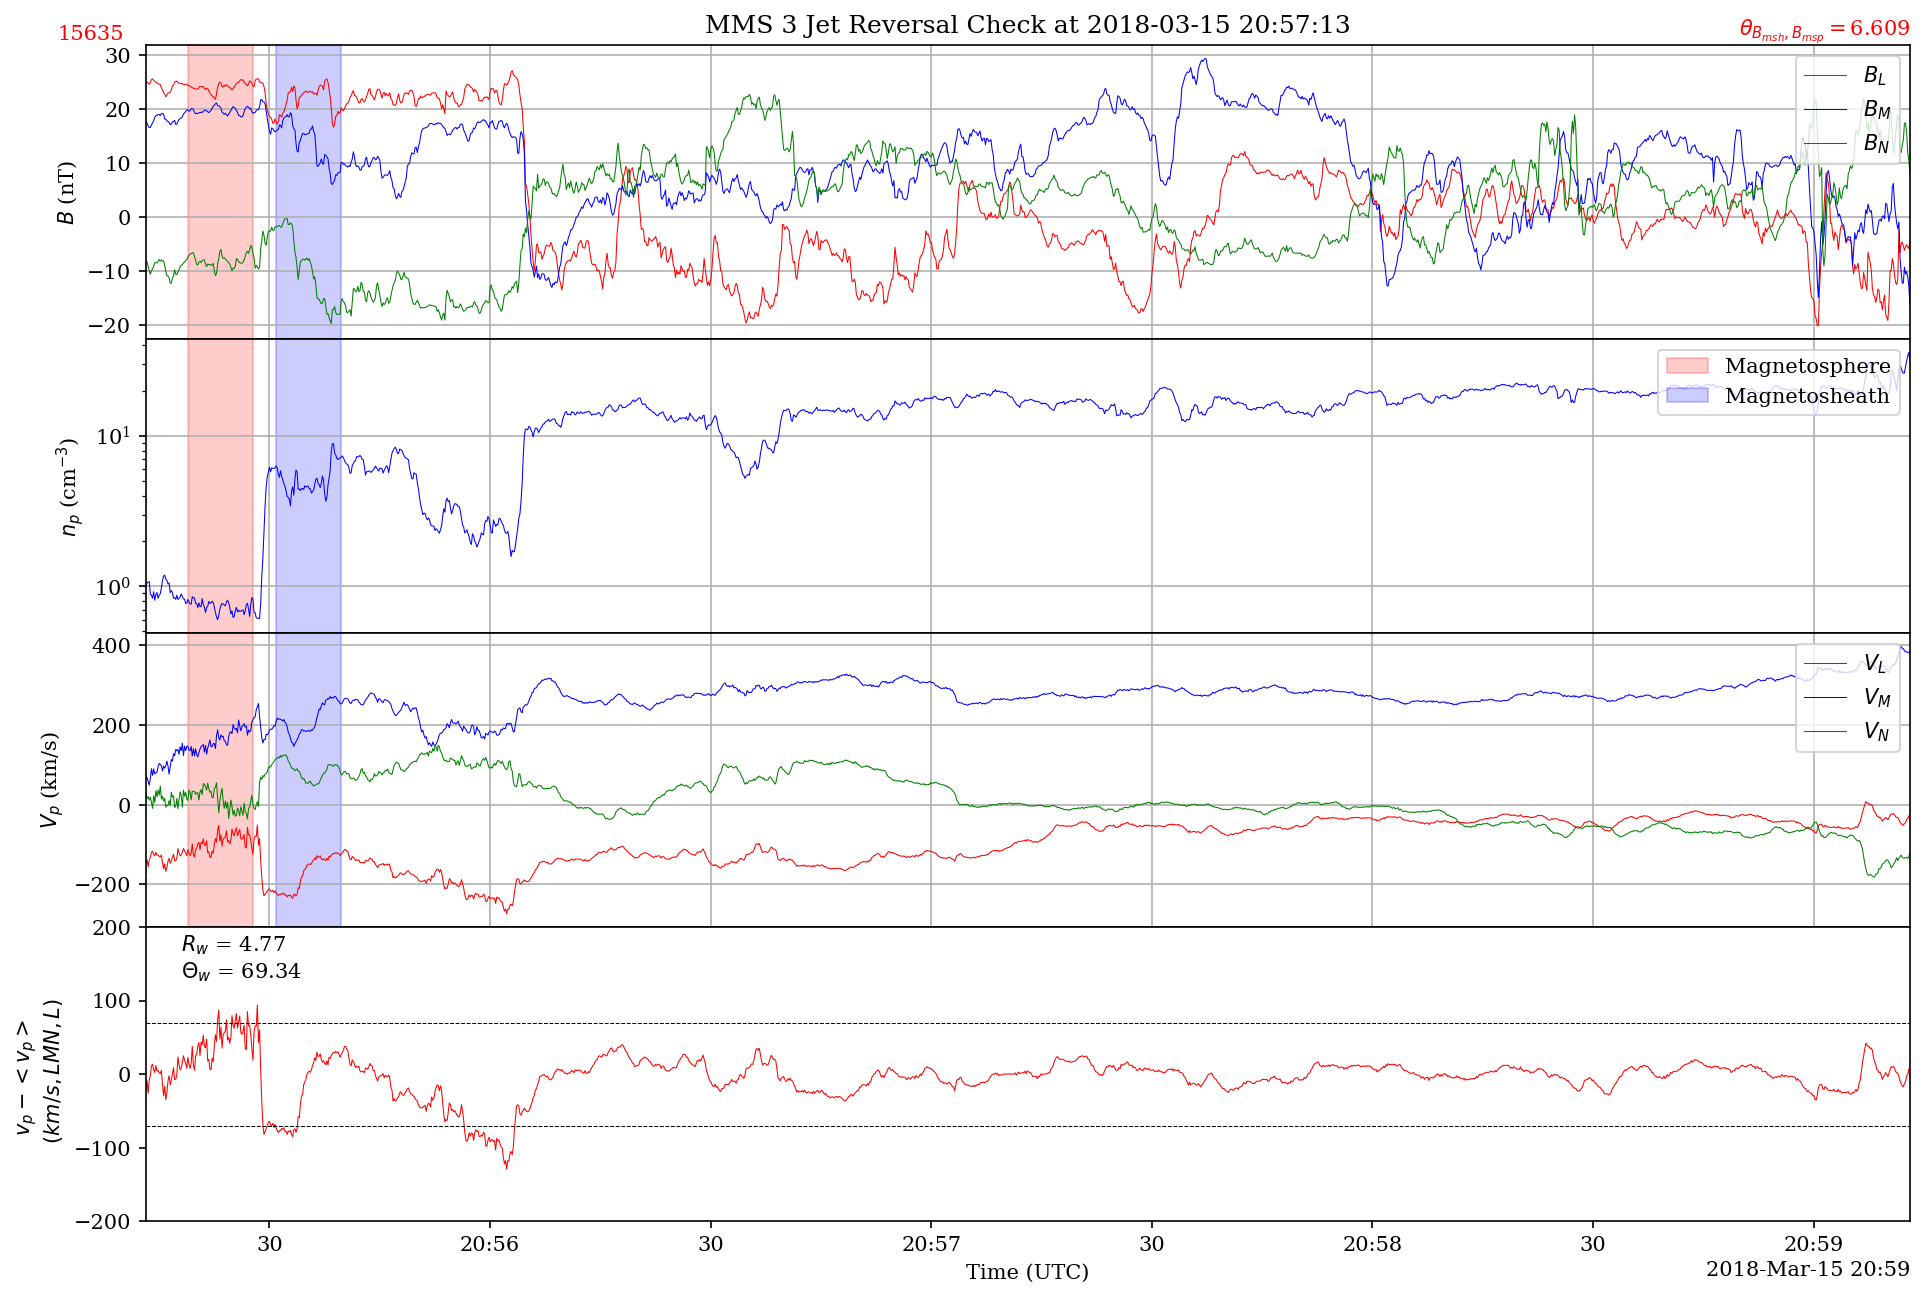 MMS 3 Jet Reversal Check at 2018-03-15 20:57:13
15635
θ_{B_{msh}, B_{msp}} = 6.609
30
20
10
0
−10
−20
B (nT)
B_L
B_M
B_N
10^1
10^0
n_p (cm^{−3})
Magnetosphere
Magnetosheath
400
200
0
−200
V_p (km/s)
V_L
V_M
V_N
200
100
0
−100
−200
v_p − < v_p >
(km/s, LMN, L)
R_w = 4.77
Θ_w = 69.34
30 20:56 30 20:57 30 20:58 30 20:59
Time (UTC)
2018-Mar-15 20:59